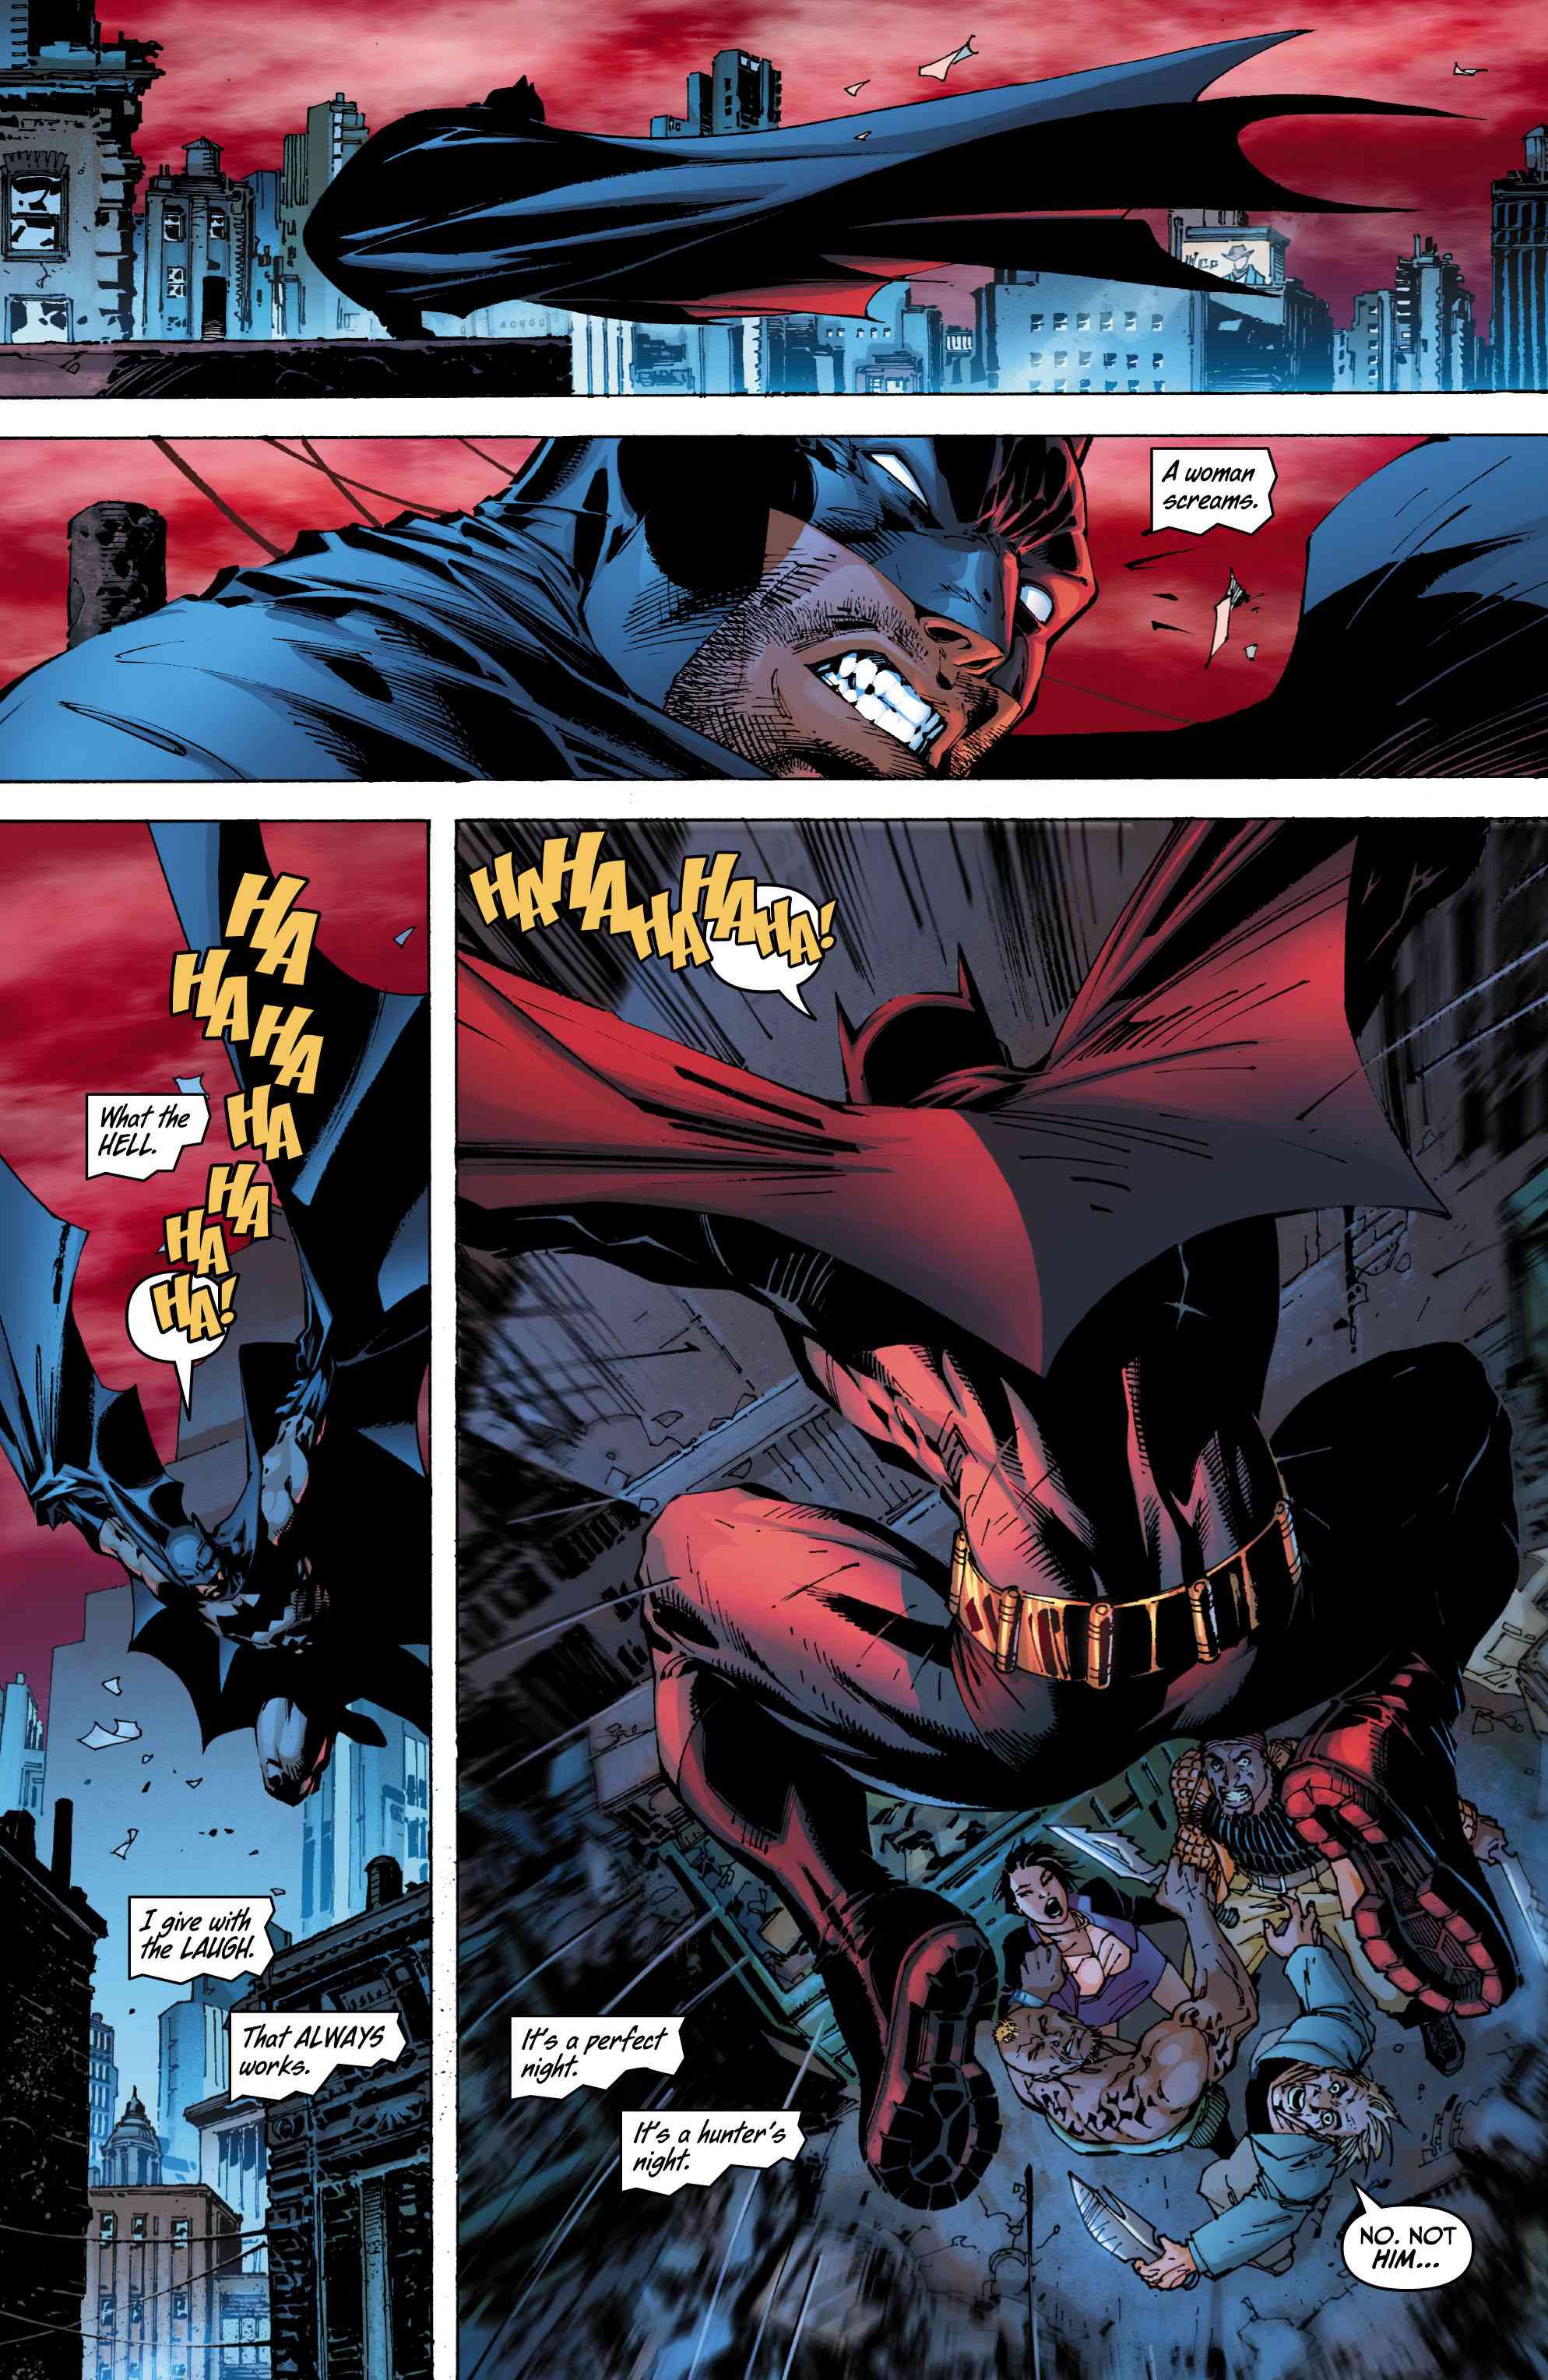 A woman
screams.
HA
HA
HA
HA
HA
HA
HA!
What the
HELL.
I give with
the LAUGH.
That ALWAYS
works.
HAHAHAHAHAHA!
It's a perfect
night.
It's a hunter's
night.
NO. NOT
HIM...